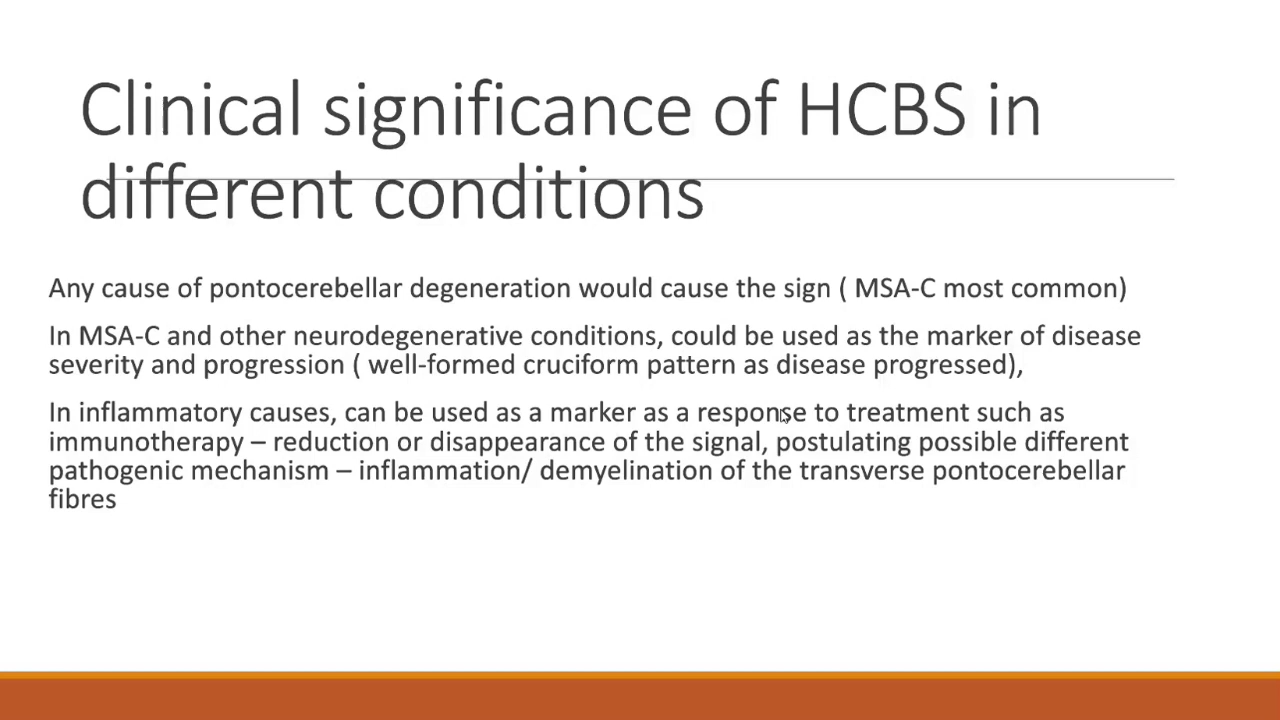 Clinical significance of HCBS in
different conditions
Any cause of pontocerebellar degeneration would cause the sign ( MSA-C most common)
In MSA-C and other neurodegenerative conditions, could be used as the marker of disease
severity and progression ( well-formed cruciform pattern as disease progressed),
In inflammatory causes, can be used as a marker as a response to treatment such as
immunotherapy – reduction or disappearance of the signal, postulating possible different
pathogenic mechanism – inflammation/ demyelination of the transverse pontocerebellar
fibres